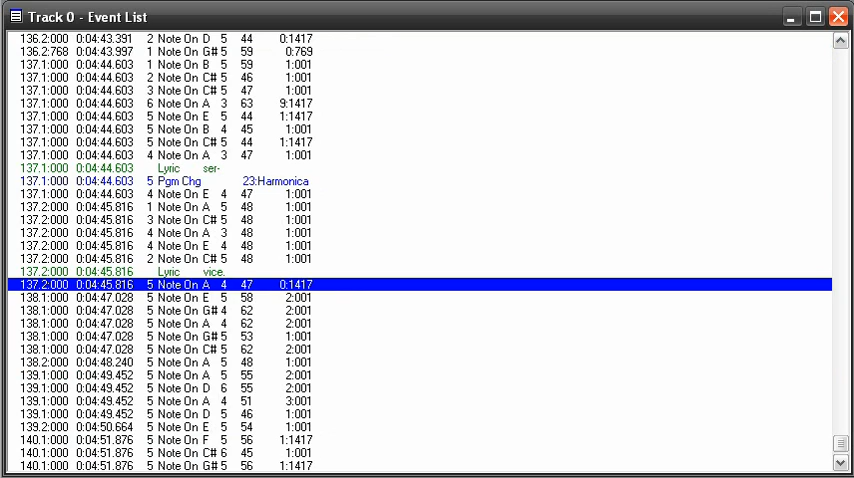 Track 0 - Event List
136.2:000 0:04:43.391 2 Note On D 5 44 0:1417
136.2:768 0:04:43.997 1 Note On G# 5 59 0:769
137.1:000 0:04:44.603 1 Note On B 5 59 1:001
137.1:000 0:04:44.603 2 Note On C# 5 46 1:001
137.1:000 0:04:44.603 3 Note On C# 5 47 1:001
137.1:000 0:04:44.603 6 Note On A 3 63 9:1417
137.1:000 0:04:44.603 5 Note On E 5 44 1:1417
137.1:000 0:04:44.603 5 Note On B 4 45 1:001
137.1:000 0:04:44.603 5 Note On C# 5 44 1:1417
137.1:000 0:04:44.603 4 Note On A 3 47 1:001
137.1:000 0:04:44.603 Lyric ser-
137.1:000 0:04:44.603 5 Pgm Chg 23:Harmonica
137.1:000 0:04:44.603 4 Note On E 4 47 1:001
137.2:000 0:04:45.816 1 Note On A 5 48 1:001
137.2:000 0:04:45.816 3 Note On C# 5 48 1:001
137.2:000 0:04:45.816 4 Note On A 3 48 1:001
137.2:000 0:04:45.816 4 Note On E 4 48 1:001
137.2:000 0:04:45.816 2 Note On C# 5 48 1:001
137.2:000 0:04:45.816 Lyric vice.
137.2:000 0:04:45.816 5 Note On A 4 47 0:1417
138.1:000 0:04:47.028 5 Note On E 5 58 2:001
138.1:000 0:04:47.028 5 Note On G# 4 62 2:001
138.1:000 0:04:47.028 5 Note On A 4 62 2:001
138.1:000 0:04:47.028 5 Note On G# 5 53 1:001
138.1:000 0:04:47.028 5 Note On C# 5 62 2:001
138.2:000 0:04:48.240 5 Note On A 5 48 1:001
139.1:000 0:04:49.452 5 Note On A 5 55 2:001
139.1:000 0:04:49.452 5 Note On D 6 55 2:001
139.1:000 0:04:49.452 5 Note On A 4 51 3:001
139.1:000 0:04:49.452 5 Note On D 5 46 1:001
139.2:000 0:04:50.664 5 Note On E 5 54 1:001
140.1:000 0:04:51.876 5 Note On F 5 56 1:1417
140.1:000 0:04:51.876 5 Note On C# 6 45 1:001
140.1:000 0:04:51.876 5 Note On G# 5 56 1:1417